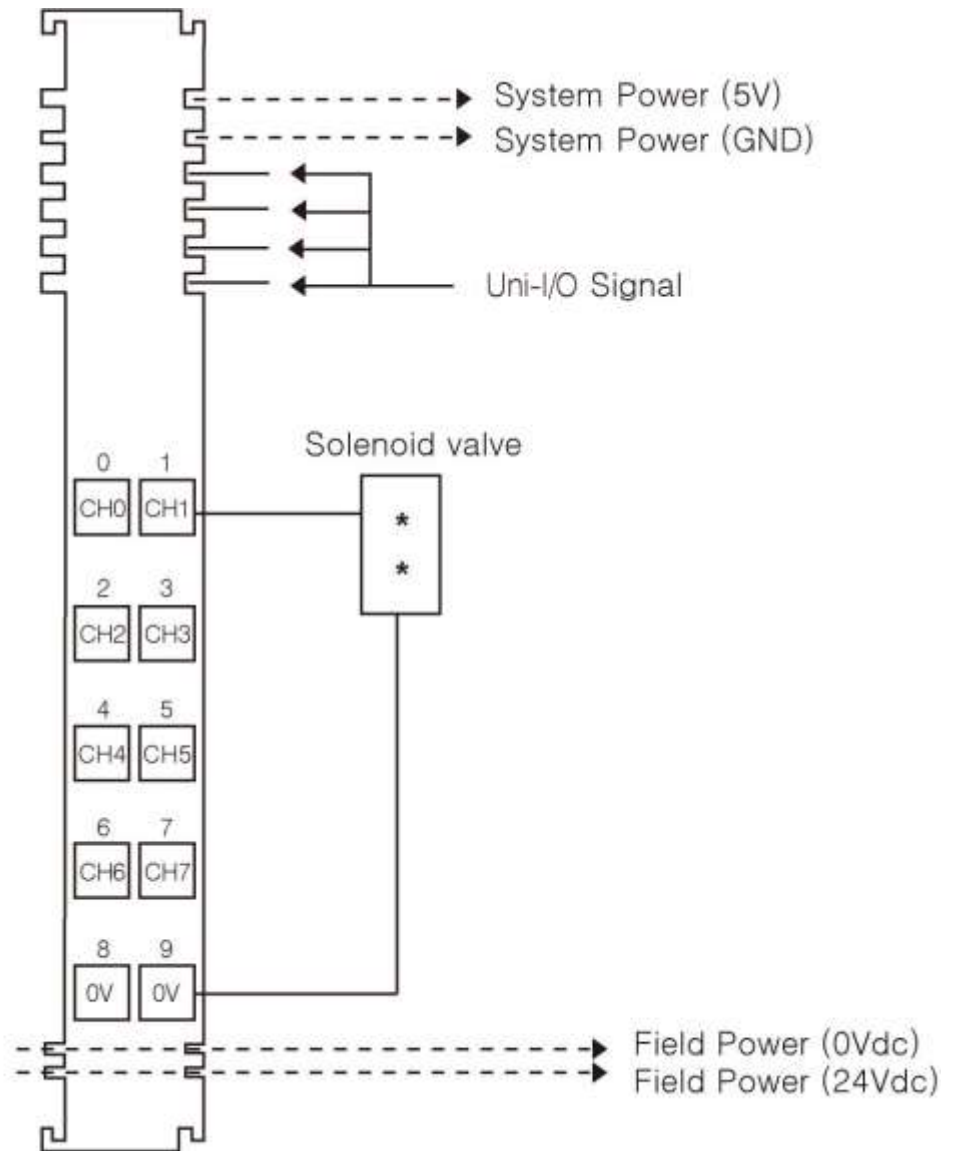 System Power (5V)
System Power (GND)
Uni-I/O Signal
Solenoid valve
0 1
CH0 CH1
*
*
2 3
CH2 CH3
4 5
CH4 CH5
6 7
CH6 CH7
8 9
0V 0V
Field Power (0Vdc)
Field Power (24Vdc)